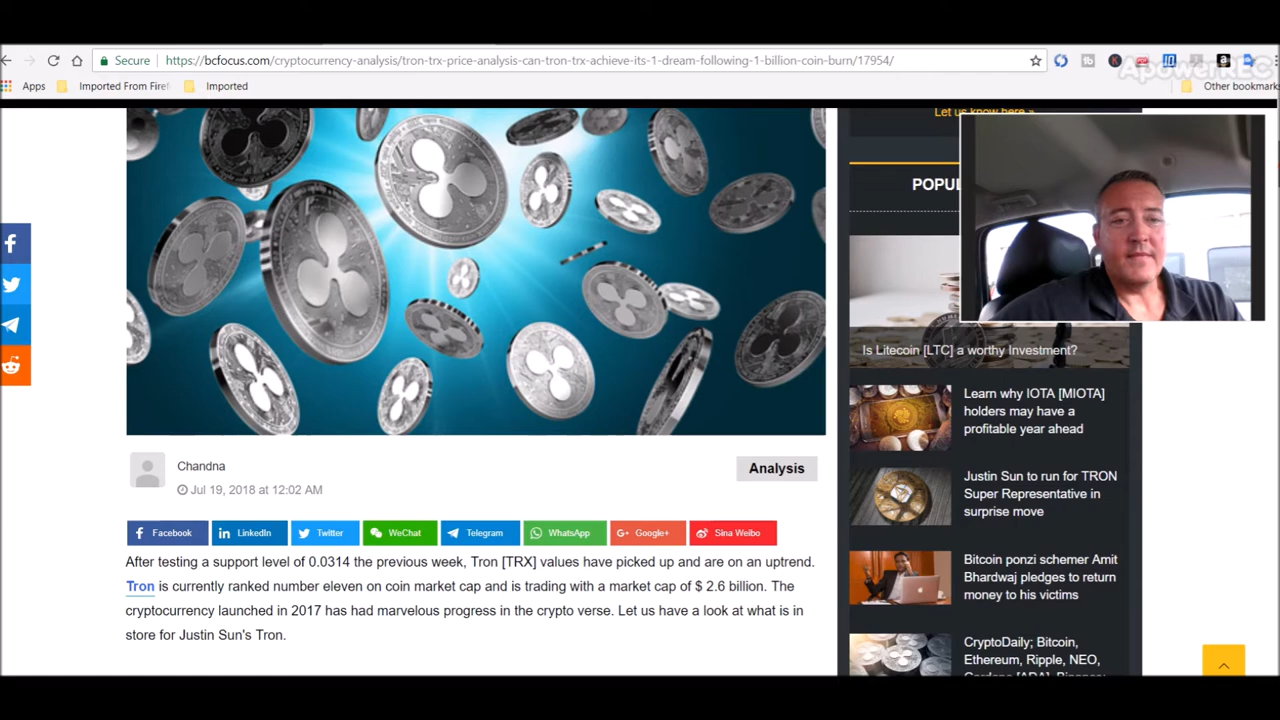 Secure https://bcfocus.com/cryptocurrency-analysis/tron-trx-price-analysis-can-tron-trx-achieve-its-1-dream-following-1-billion-coin-burn/17954/
ApowerREC
Apps Imported From Firef Imported Other bookmarks
Let us know here »
POPUL
Is Litecoin [LTC] a worthy Investment?
Learn why IOTA [MIOTA]
holders may have a
profitable year ahead
Chandna
Analysis
Jul 19, 2018 at 12:02 AM
Justin Sun to run for TRON
Super Representative in
surprise move
Facebook LinkedIn Twitter WeChat Telegram WhatsApp Google+ Sina Weibo
After testing a support level of 0.0314 the previous week, Tron [TRX] values have picked up and are on an uptrend.
Tron is currently ranked number eleven on coin market cap and is trading with a market cap of $ 2.6 billion. The
cryptocurrency launched in 2017 has had marvelous progress in the crypto verse. Let us have a look at what is in
store for Justin Sun's Tron.
Bitcoin ponzi schemer Amit
Bhardwaj pledges to return
money to his victims
CryptoDaily; Bitcoin,
Ethereum, Ripple, NEO,
Cardano [ADA], Binance;